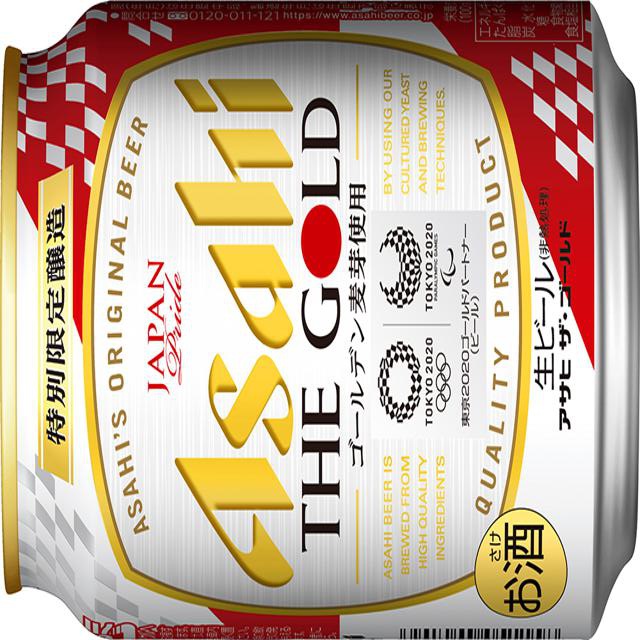 0120-011-121 https://www.asahibeer.co.jp
特別限定醸造
ASAHI'S ORIGINAL BEER
JAPAN
Pride
Asahi
THE GOLD
ゴールデン麦芽使用
ASAHI BEER IS
BREWED FROM
HIGH QUALITY
INGREDIENTS
BY USING OUR
CULTURED YEAST
AND BREWING
TECHNIQUES.
TOKYO 2020
TOKYO 2020
PARALYMPIC GAMES
東京2020ゴールドパートナー
(ビール)
QUALITY PRODUCT
さけ
お酒
生ビール(非熱処理)
アサヒ ザ・ゴールド